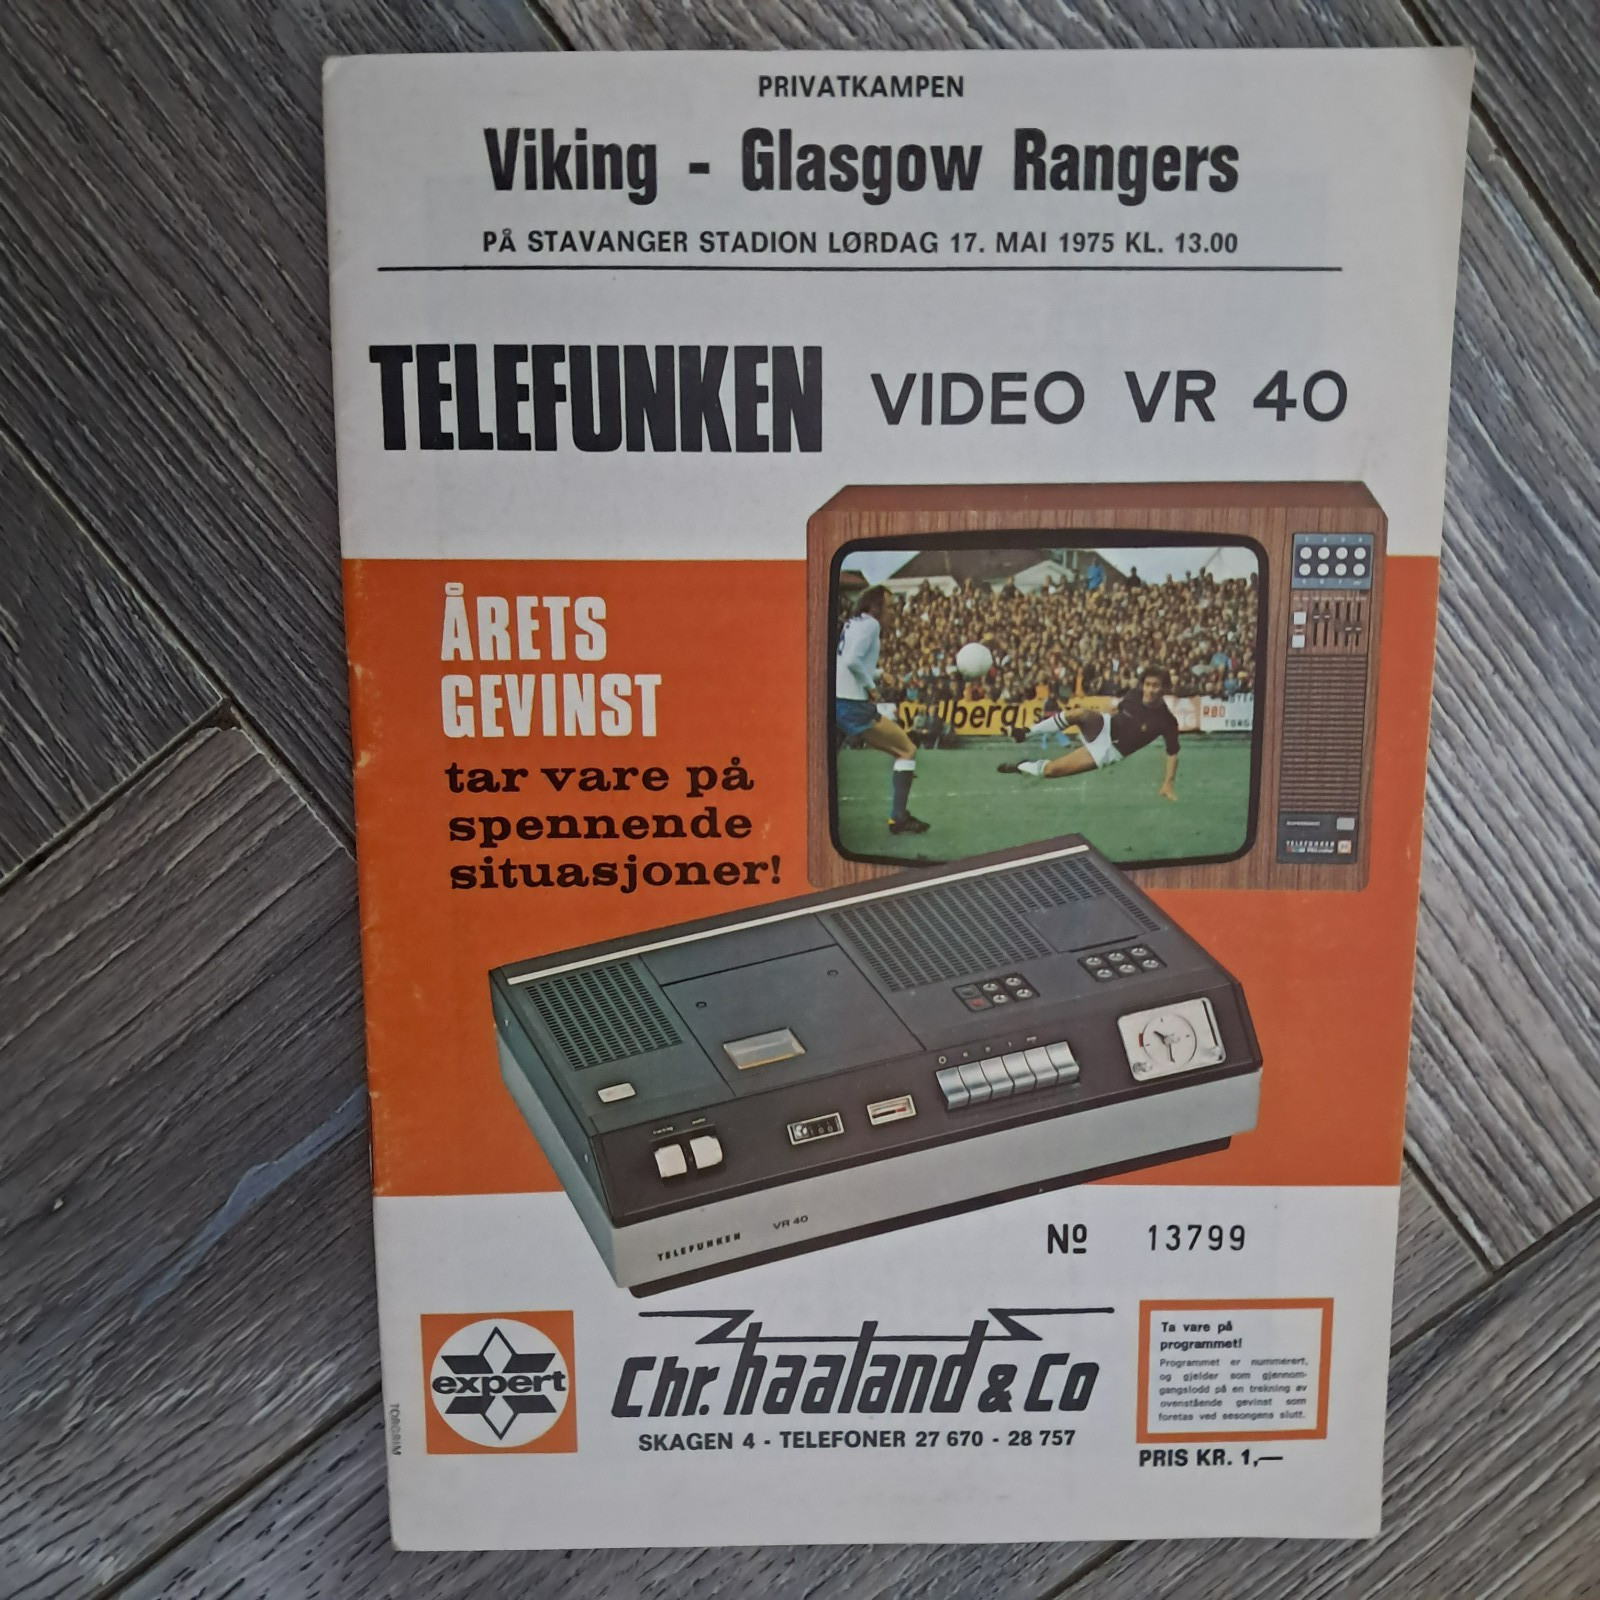 PRIVATKAMPEN
Viking - Glasgow Rangers
PÅ STAVANGER STADION LØRDAG 17. MAI 1975 KL. 13.00
TELEFUNKEN VIDEO VR 40
ÅRETS
GEVINST
tar vare på
spennende
situasjoner!
TELEFUNKEN
TELEFUNKEN VR 40
Nº 13799
expert
Chr. haaland & Co
SKAGEN 4 - TELEFONER 27 670 - 28 757
Ta vare på
programmet!
Programmet er nummerert,
og gjelder som gjennom-
gangslodd på en trekning av
ovenstående gevinst som
foretas ved sesongens slutt.
PRIS KR. 1,—
TORGRIM